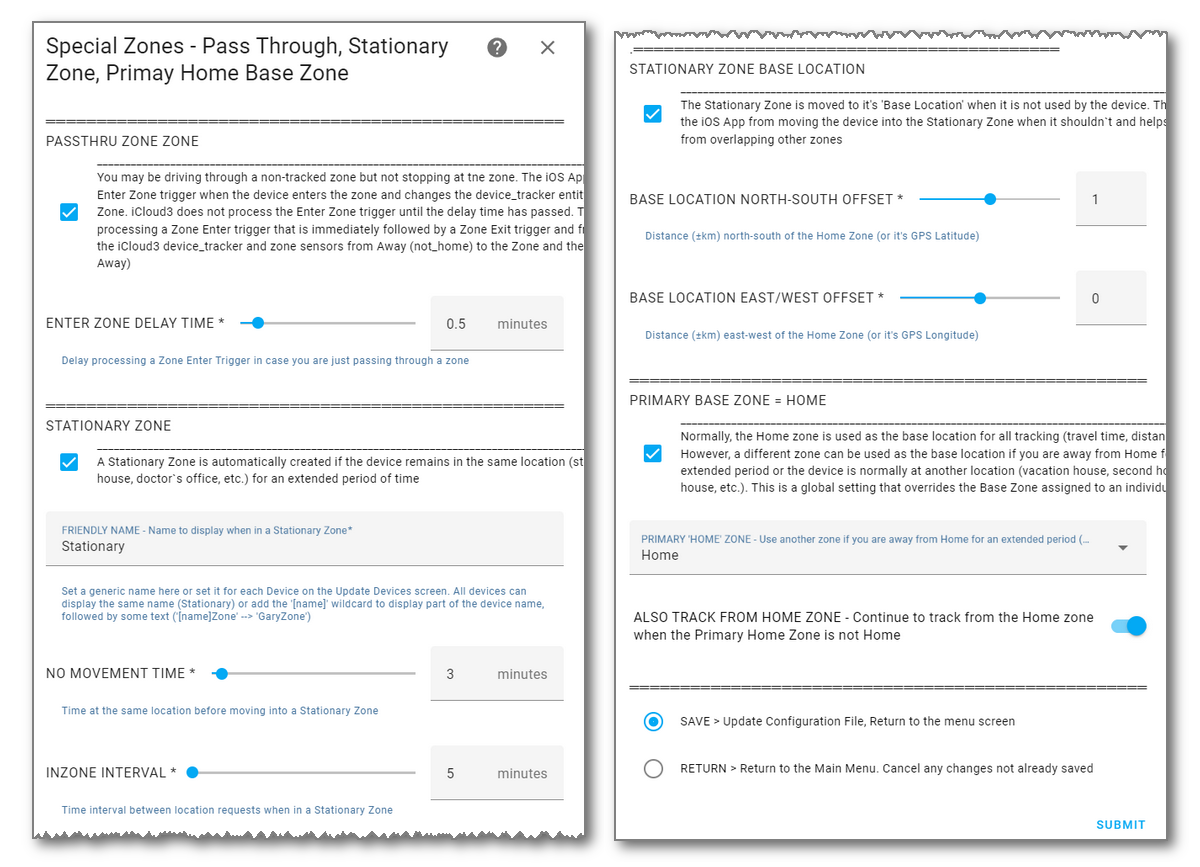 Special Zones - Pass Through, Stationary
Zone, Primay Home Base Zone
PASSTHRU ZONE ZONE
You may be driving through a non-tracked zone but not stopping at tne zone. The iOS App
Enter Zone trigger when the device enters the zone and changes the device_tracker entit
Zone. iCloud3 does not process the Enter Zone trigger until the delay time has passed. T
processing a Zone Enter trigger that is immediately followed by a Zone Exit trigger and f
the iCloud3 device_tracker and zone sensors from Away (not_home) to the Zone and the
Away)
ENTER ZONE DELAY TIME *
0.5 minutes
Delay processing a Zone Enter Trigger in case you are just passing through a zone
STATIONARY ZONE
A Stationary Zone is automatically created if the device remains in the same location (st
house, doctor`s office, etc.) for an extended period of time
FRIENDLY NAME - Name to display when in a Stationary Zone*
Stationary
Set a generic name here or set it for each Device on the Update Devices screen. All devices can
display the same name (Stationary) or add the '[name]' wildcard to display part of the device name,
followed by some text ('[name]Zone' --> 'GaryZone')
NO MOVEMENT TIME *
3 minutes
Time at the same location before moving into a Stationary Zone
INZONE INTERVAL *
5 minutes
Time interval between location requests when in a Stationary Zone
STATIONARY ZONE BASE LOCATION
The Stationary Zone is moved to it's 'Base Location' when it is not used by the device. Th
the iOS App from moving the device into the Stationary Zone when it shouldn`t and helps
from overlapping other zones
BASE LOCATION NORTH-SOUTH OFFSET *
1
Distance (±km) north-south of the Home Zone (or it's GPS Latitude)
BASE LOCATION EAST/WEST OFFSET *
0
Distance (±km) east-west of the Home Zone (or it's GPS Longitude)
PRIMARY BASE ZONE = HOME
Normally, the Home zone is used as the base location for all tracking (travel time, distan
However, a different zone can be used as the base location if you are away from Home f
extended period or the device is normally at another location (vacation house, second ho
house, etc.). This is a global setting that overrides the Base Zone assigned to an individu
PRIMARY 'HOME' ZONE - Use another zone if you are away from Home for an extended period (...
Home
ALSO TRACK FROM HOME ZONE - Continue to track from the Home zone
when the Primary Home Zone is not Home
SAVE > Update Configuration File, Return to the menu screen
RETURN > Return to the Main Menu. Cancel any changes not already saved
SUBMIT